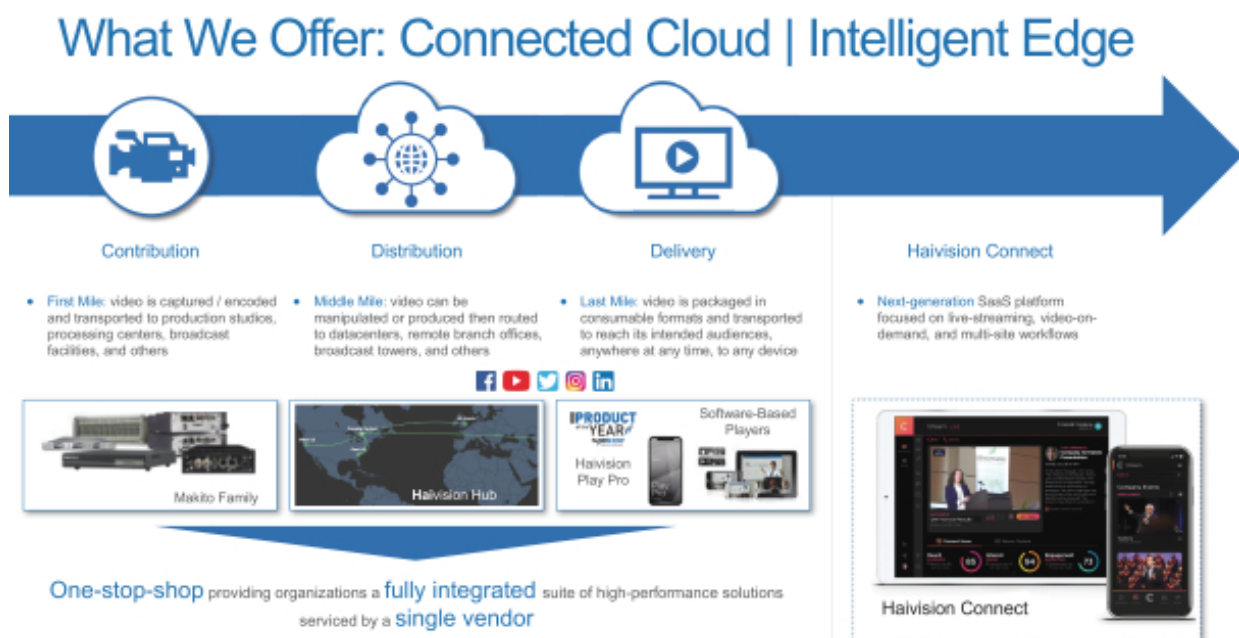 What We Offer: Connected Cloud | Intelligent Edge
Contribution
• First Mile: video is captured / encoded
and transported to production studios,
processing centers, broadcast
facilities, and others
Distribution
• Middle Mile: video can be
manipulated or produced then routed
to datacenters, remote branch offices,
broadcast towers, and others
Delivery
• Last Mile: video is packaged in
consumable formats and transported
to reach its intended audiences,
anywhere at any time, to any device
Haivision Connect
• Next-generation SaaS platform
focused on live-streaming, video-on-
demand, and multi-site workflows
Makito Family
Haivision Hub
PRODUCT
YEAR
Haivision
Play Pro
Software-Based
Players
Company Events
65
94
73
Haivision Connect
One-stop-shop providing organizations a fully integrated suite of high-performance solutions
serviced by a single vendor